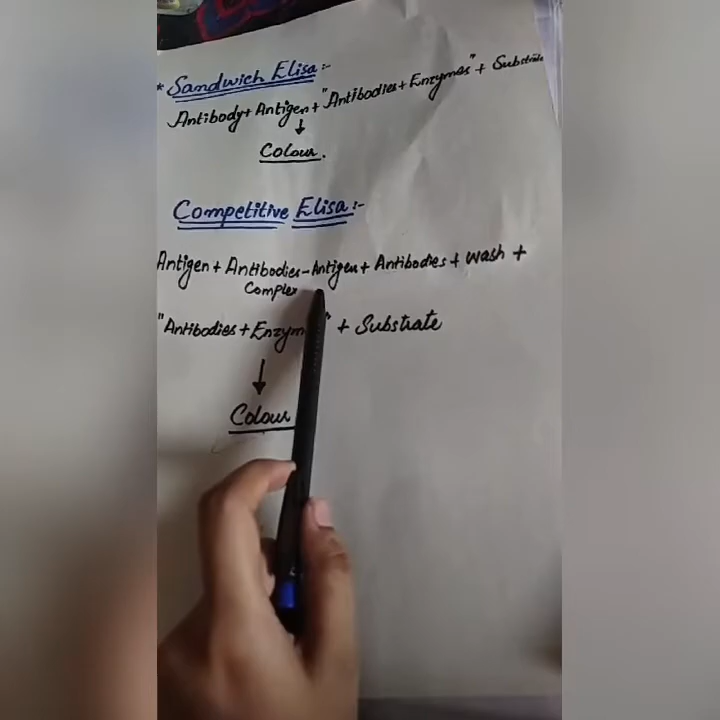 * Sandwich Elisa :-
Antibody + Antigen + "Antibodies + Enzymes" + Substrate
↓
Colour.
Competitive Elisa :-
Antigen + Antibodies - Antigen + Antibodies + wash +
Complex
"Antibodies + Enzym " + Substrate
↓
Colour